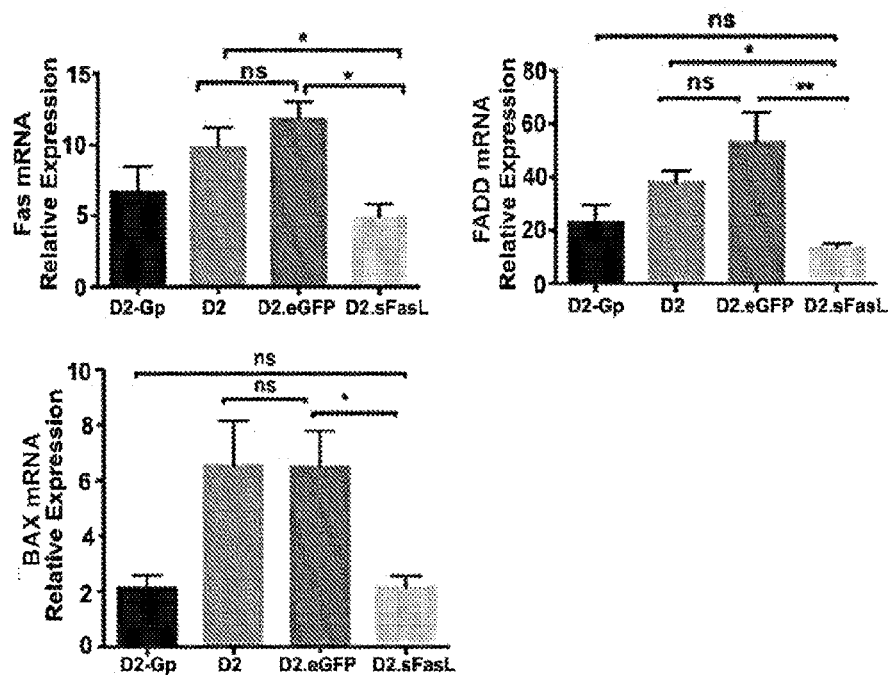 *
ns
*
15
10
5
0
Fas mRNA
Relative Expression
D2-Gp D2 D2.eGFP D2.sFasL
ns
*
ns
**
80
60
40
20
0
FADD mRNA
Relative Expression
D2-Gp D2 D2.eGFP D2.sFasL
ns
ns
*
10
8
6
4
2
0
BAX mRNA
Relative Expression
D2-Gp D2 D2.eGFP D2.sFasL